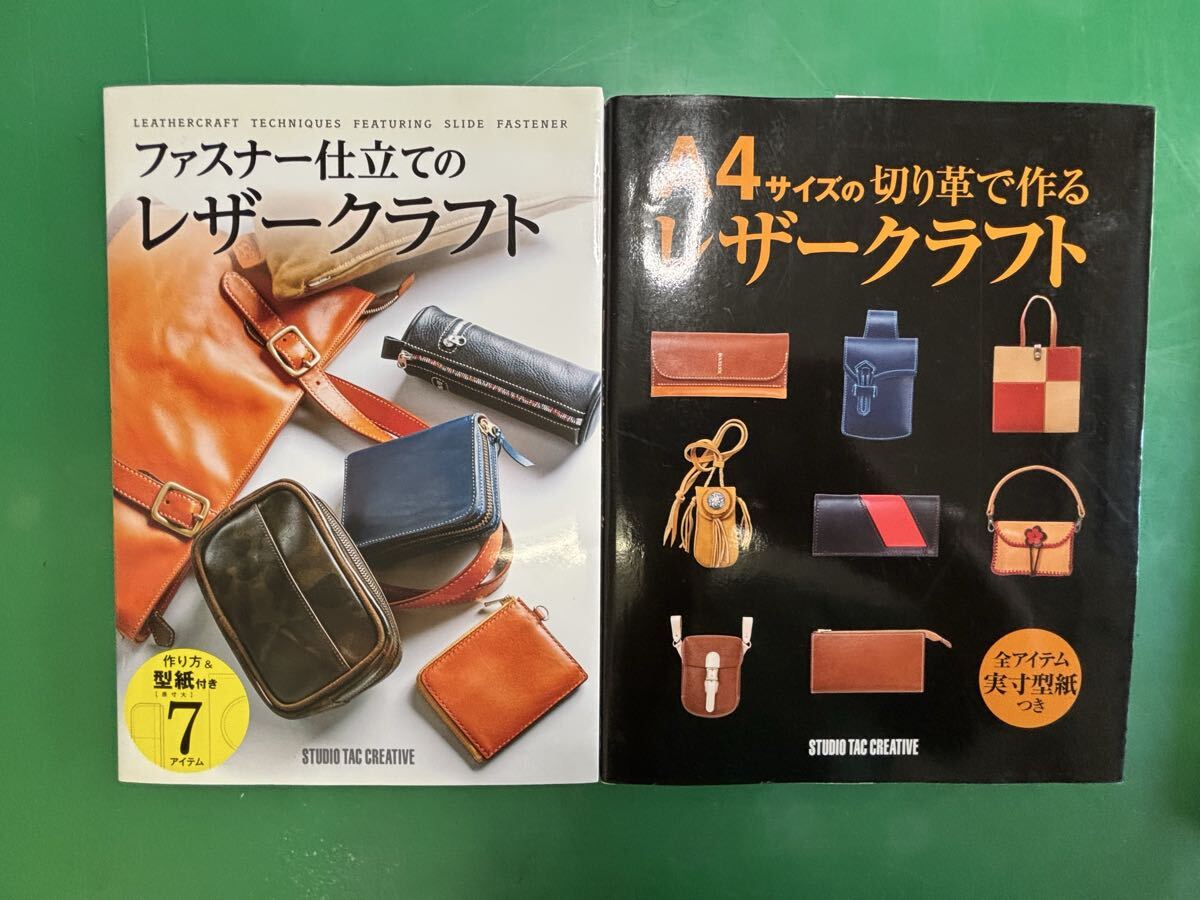 LEATHERCRAFT TECHNIQUES FEATURING SLIDE FASTENER
ファスナー仕立ての
レザークラフト
作り方&
型紙付き
[原寸大]
7
アイテム
STUDIO TAC CREATIVE
A4サイズの切り革で作る
レザークラフト
全アイテム
実寸型紙
つき
STUDIO TAC CREATIVE